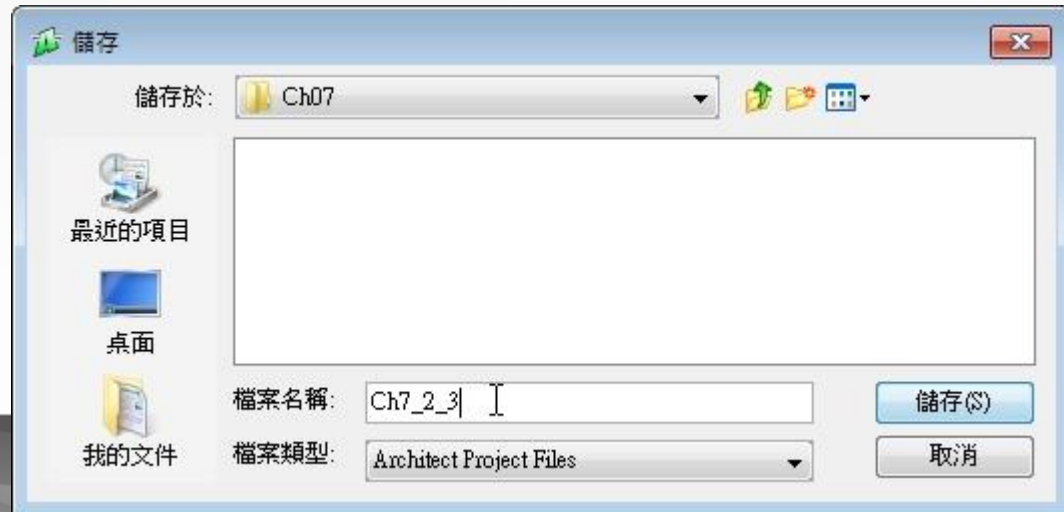 儲存
儲存於: Ch07
最近的項目
桌面
我的文件
檔案名稱: Ch7_2_3 儲存(S)
檔案類型: Architect Project Files 取消